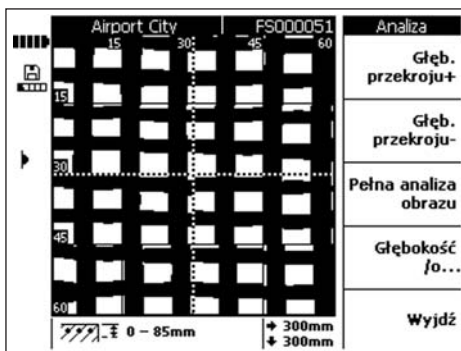 Airport City FS000051 Analiza
15 30 45 60
15
30
45
60
Głęb.
przekroju+
Głęb.
przekroju-
Pełna analiza
obrazu
Głębokość
/o...
Wyjdź
0 - 85mm
300mm
300mm